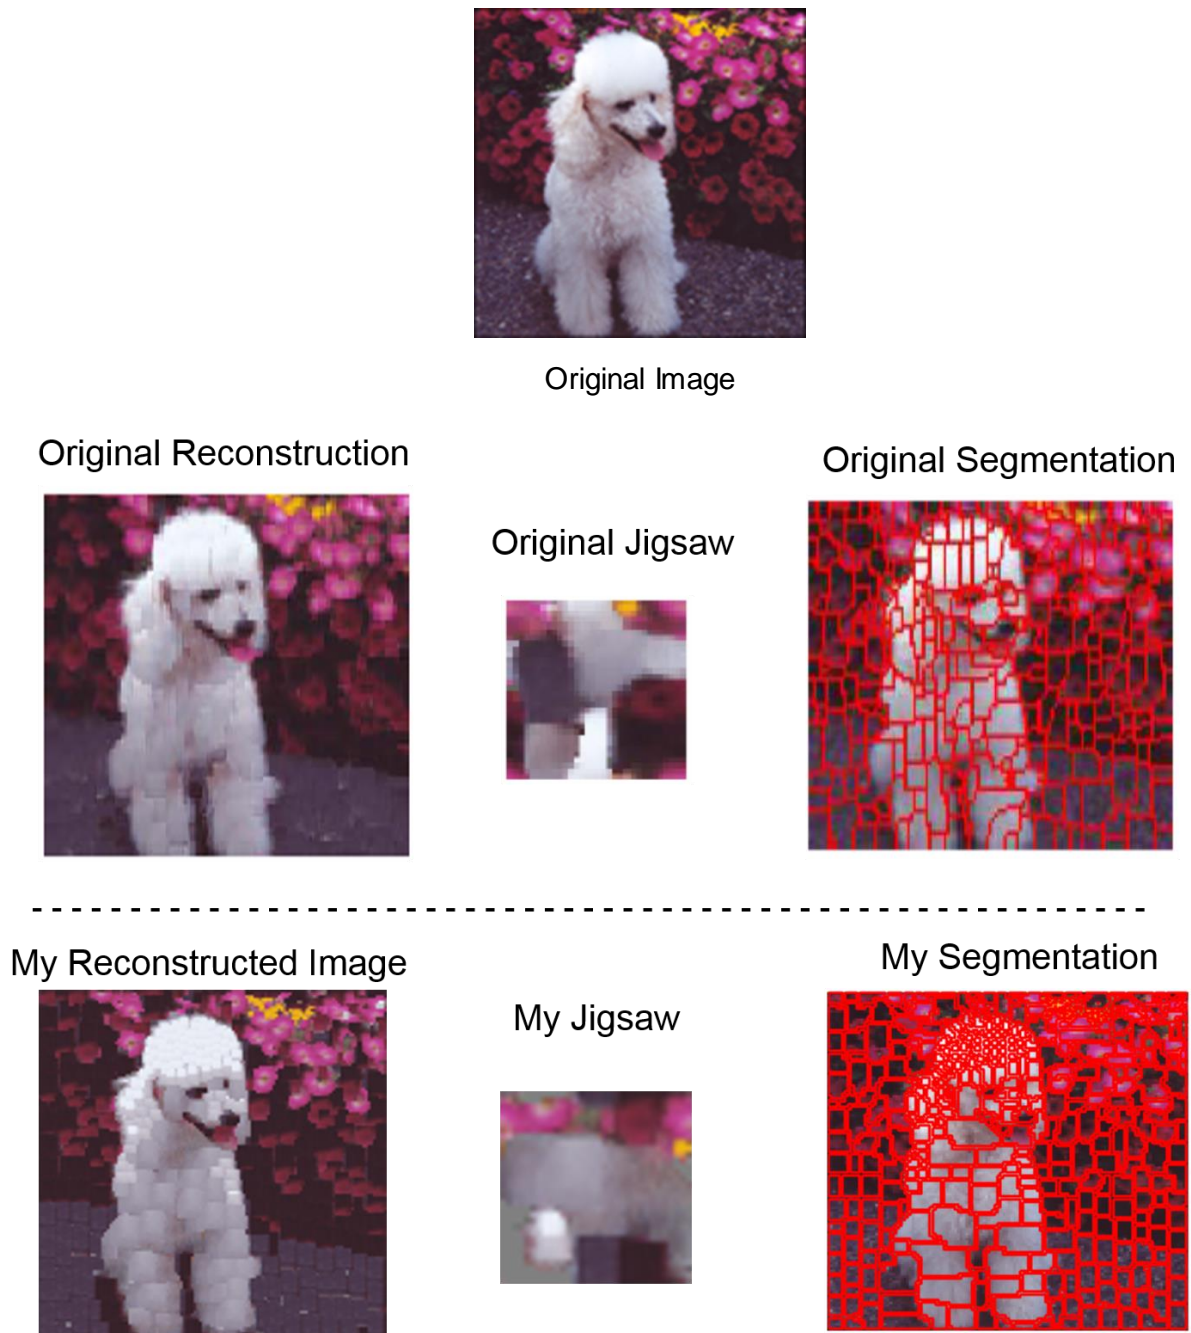 Original Image
Original Reconstruction
Original Jigsaw
Original Segmentation
My Reconstructed Image
My Jigsaw
My Segmentation